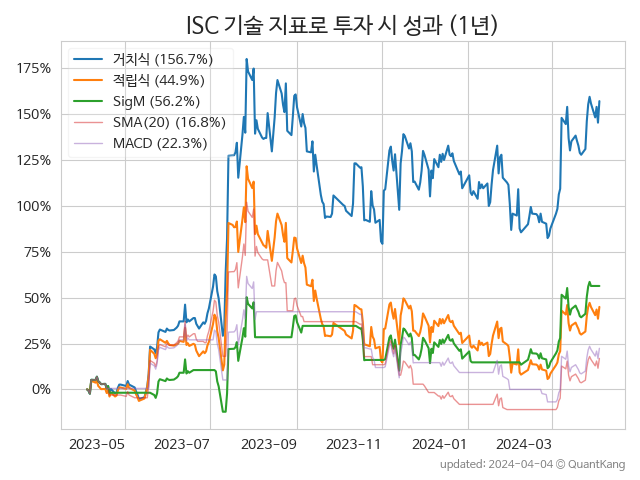 ISC 기술 지표로 투자 시 성과 (1년)
거치식 (156.7%)
적립식 (44.9%)
SigM (56.2%)
SMA(20) (16.8%)
MACD (22.3%)
175%
150%
125%
100%
75%
50%
25%
0%
2023-05 2023-07 2023-09 2023-11 2024-01 2024-03
updated: 2024-04-04 © QuantKang